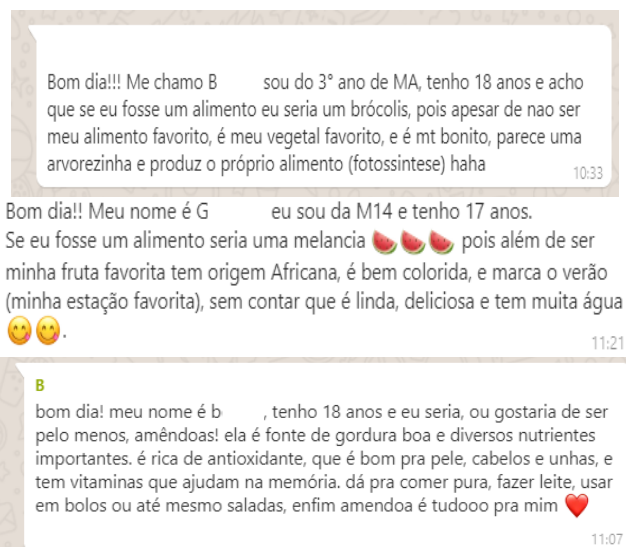 Bom dia!!! Me chamo B sou do 3° ano de MA, tenho 18 anos e acho
que se eu fosse um alimento eu seria um brócolis, pois apesar de nao ser
meu alimento favorito, é meu vegetal favorito, e é mt bonito, parece uma
arvorezinha e produz o próprio alimento (fotossintese) haha
10:33
Bom dia!! Meu nome é G eu sou da M14 e tenho 17 anos.
Se eu fosse um alimento seria uma melancia 🍉🍉🍉 pois além de ser
minha fruta favorita tem origem Africana, é bem colorida, e marca o verão
(minha estação favorita), sem contar que é linda, deliciosa e tem muita água
😋😋.
11:21
B
bom dia! meu nome é b , tenho 18 anos e eu seria, ou gostaria de ser
pelo menos, amêndoas! ela é fonte de gordura boa e diversos nutrientes
importantes. é rica de antioxidante, que é bom pra pele, cabelos e unhas, e
tem vitaminas que ajudam na memória. dá pra comer pura, fazer leite, usar
em bolos ou até mesmo saladas, enfim amendoa é tudooo pra mim ❤️
11:07